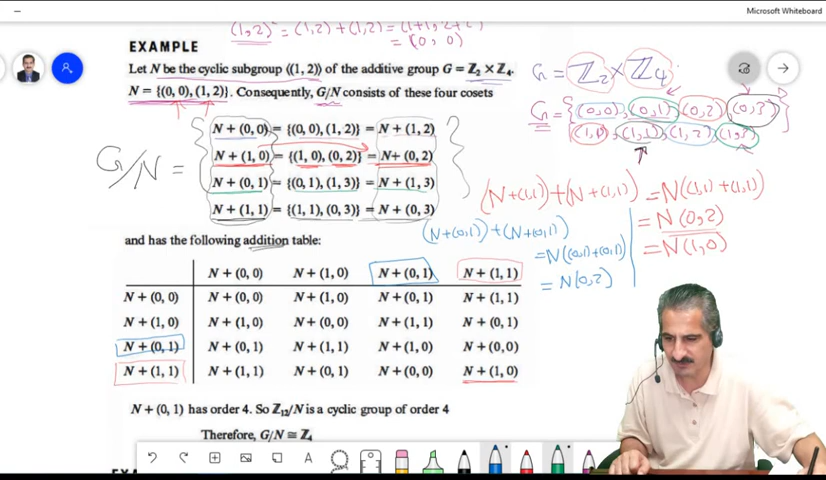 Microsoft Whiteboard
(1,2)² = (1,2) + (1,2) = (1+1, 2+2)
= (0,0)
EXAMPLE
Let N be the cyclic subgroup ⟨(1, 2)⟩ of the additive group G = Z₂ × Z₄.
N = {(0, 0), (1, 2)}. Consequently, G/N consists of these four cosets
G/N =
N + (0, 0) = {(0, 0), (1, 2)} = N + (1, 2)
N + (1, 0) = {(1, 0), (0, 2)} = N+ (0, 2)
N + (0, 1) = {(0, 1), (1, 3)} = N + (1, 3)
N + (1, 1) = {(1, 1), (0, 3)} = N + (0, 3)
G = Z₂ × Z₄
G = {(0,0), (0,1), (0,2), (0,3)
(1,0), (1,1), (1,2), (1,3)}
(N+(1,1)) + (N+(1,1)) = N((1,1)+(1,1))
= N(0,2)
= N(1,0)
(N+(0,1)) + (N+(0,1))
= N((0,1)+(0,1))
= N(0,2)
and has the following addition table:
N + (0, 0) N + (1, 0) N + (0, 1) N + (1, 1)
N + (0, 0) N + (0, 0) N + (1, 0) N + (0, 1) N + (1, 1)
N + (1, 0) N + (1, 0) N + (0, 0) N + (1, 1) N + (0, 1)
N + (0, 1) N + (0, 1) N + (1, 1) N + (1, 0) N + (0, 0)
N + (1, 1) N + (1, 1) N + (0, 1) N + (0, 0) N + (1, 0)
N + (0, 1) has order 4. So Z₁₂/N is a cyclic group of order 4
Therefore, G/N ≅ Z₄